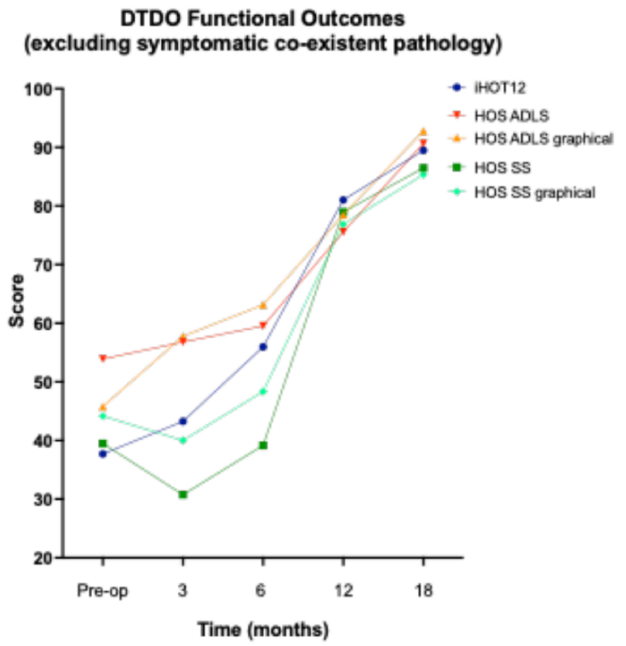 DTDO Functional Outcomes
(excluding symptomatic co-existent pathology)
100
90
80
70
60
50
40
30
20
Score
Pre-op 3 6 12 18
Time (months)
iHOT12
HOS ADLS
HOS ADLS graphical
HOS SS
HOS SS graphical